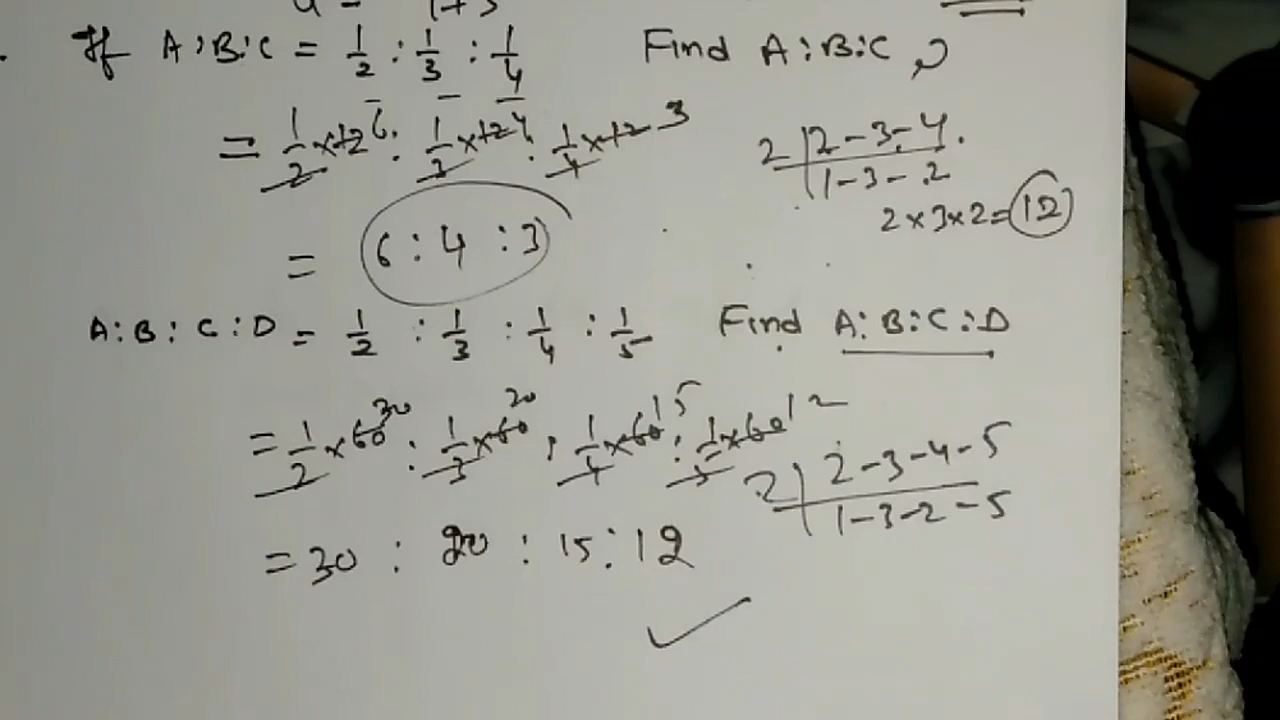 If A:B:C = 1/2 : 1/3 : 1/4 Find A:B:C ?
= 1/2 × 12 6 : 1/3 × 12 4 : 1/4 × 12 3
2 | 2 - 3 - 4
1 - 3 - 2
2 × 3 × 2 = 12
= 6 : 4 : 3
A : B : C : D = 1/2 : 1/3 : 1/4 : 1/5 Find A:B:C:D
= 1/2 × 60 30 : 1/3 × 60 20 : 1/4 × 60 15 : 1/5 × 60 12
2 | 2 - 3 - 4 - 5
1 - 3 - 2 - 5
= 30 : 20 : 15 : 12